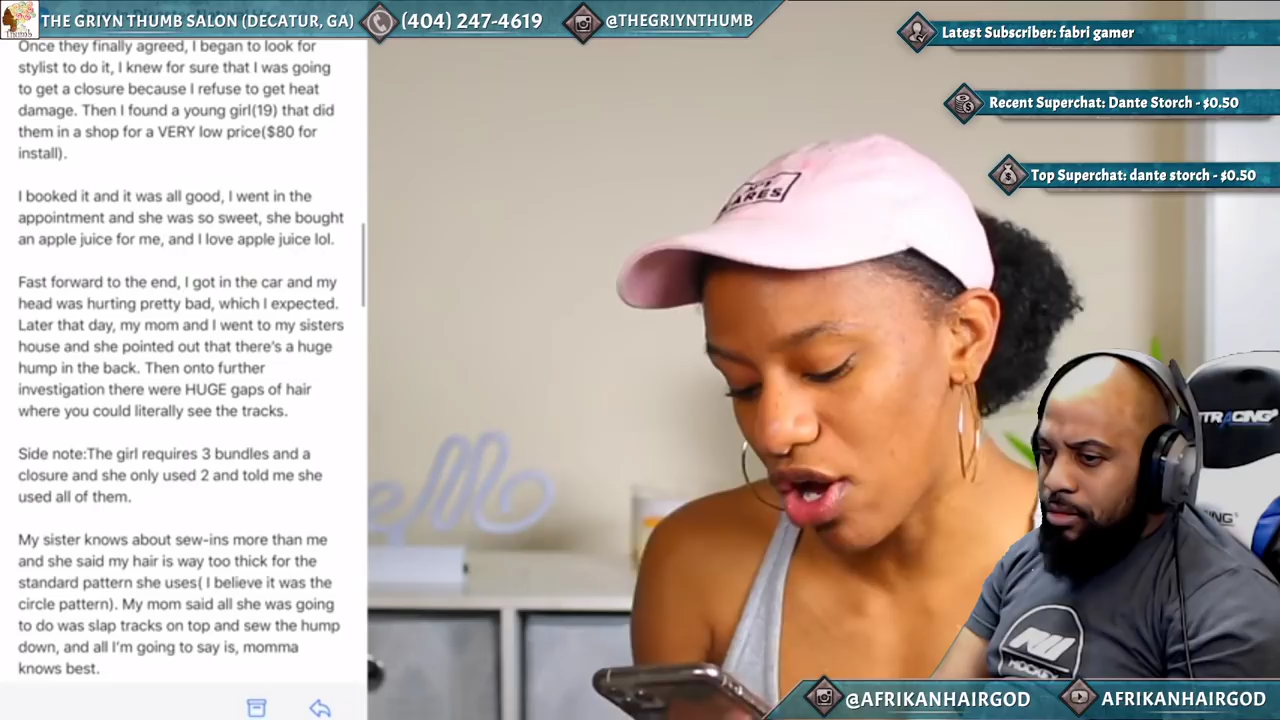 THE GRIYN THUMB SALON (DECATUR, GA)
(404) 247-4619
@THEGRIYNTHUMB
Latest Subscriber: fabri gamer
Recent Superchat: Dante Storch - $0.50
Top Superchat: dante storch - $0.50
Once they finally agreed, I began to look for
stylist to do it, I knew for sure that I was going
to get a closure because I refuse to get heat
damage. Then I found a young girl(19) that did
them in a shop for a VERY low price($80 for
install).
I booked it and it was all good, I went in the
appointment and she was so sweet, she bought
an apple juice for me, and I love apple juice lol.
Fast forward to the end, I got in the car and my
head was hurting pretty bad, which I expected.
Later that day, my mom and I went to my sisters
house and she pointed out that there's a huge
hump in the back. Then onto further
investigation there were HUGE gaps of hair
where you could literally see the tracks.
Side note:The girl requires 3 bundles and a
closure and she only used 2 and told me she
used all of them.
My sister knows about sew-ins more than me
and she said my hair is way too thick for the
standard pattern she uses( I believe it was the
circle pattern). My mom said all she was going
to do was slap tracks on top and sew the hump
down, and all I'm going to say is, momma
knows best.
HOCKEY
@AFRIKANHAIRGOD
AFRIKANHAIRGOD